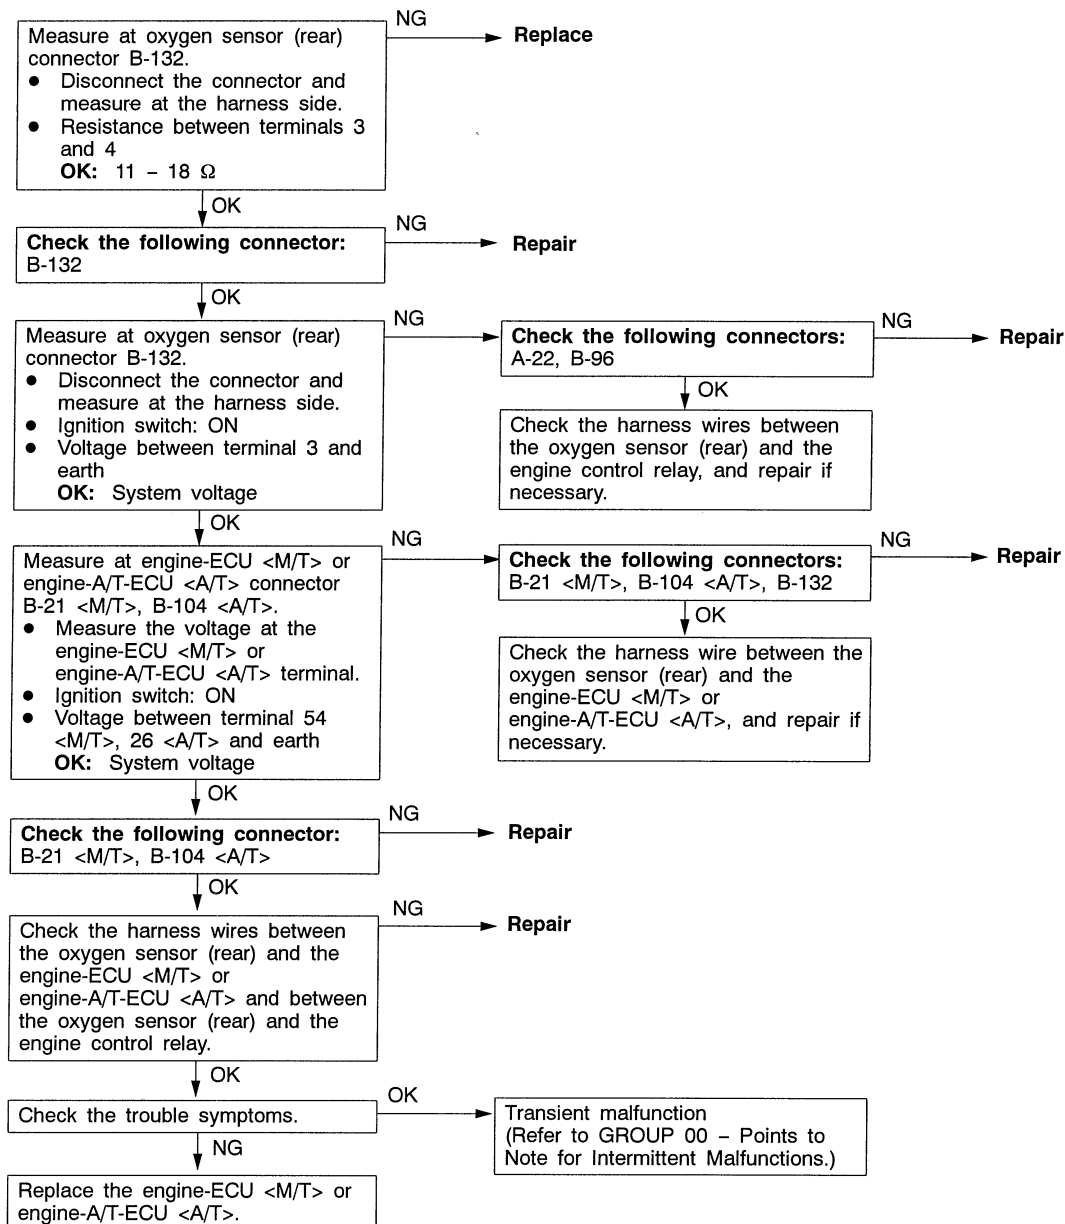 NG
Replace
Measure at oxygen sensor (rear)
connector B-132.
● Disconnect the connector and
measure at the harness side.
● Resistance between terminals 3
and 4
OK: 11 – 18 Ω
OK
NG
Repair
Check the following connector:
B-132
OK
Measure at oxygen sensor (rear)
connector B-132.
● Disconnect the connector and
measure at the harness side.
● Ignition switch: ON
● Voltage between terminal 3 and
earth
OK: System voltage
NG
Check the following connectors:
A-22, B-96
NG
Repair
OK
Check the harness wires between
the oxygen sensor (rear) and the
engine control relay, and repair if
necessary.
OK
Measure at engine-ECU <M/T> or
engine-A/T-ECU <A/T> connector
B-21 <M/T>, B-104 <A/T>.
● Measure the voltage at the
engine-ECU <M/T> or
engine-A/T-ECU <A/T> terminal.
● Ignition switch: ON
● Voltage between terminal 54
<M/T>, 26 <A/T> and earth
OK: System voltage
NG
Check the following connectors:
B-21 <M/T>, B-104 <A/T>, B-132
NG
Repair
OK
Check the harness wire between the
oxygen sensor (rear) and the
engine-ECU <M/T> or
engine-A/T-ECU <A/T>, and repair if
necessary.
OK
Check the following connector:
B-21 <M/T>, B-104 <A/T>
NG
Repair
OK
Check the harness wires between
the oxygen sensor (rear) and the
engine-ECU <M/T> or
engine-A/T-ECU <A/T> and between
the oxygen sensor (rear) and the
engine control relay.
NG
Repair
OK
Check the trouble symptoms.
OK
Transient malfunction
(Refer to GROUP 00 – Points to
Note for Intermittent Malfunctions.)
NG
Replace the engine-ECU <M/T> or
engine-A/T-ECU <A/T>.